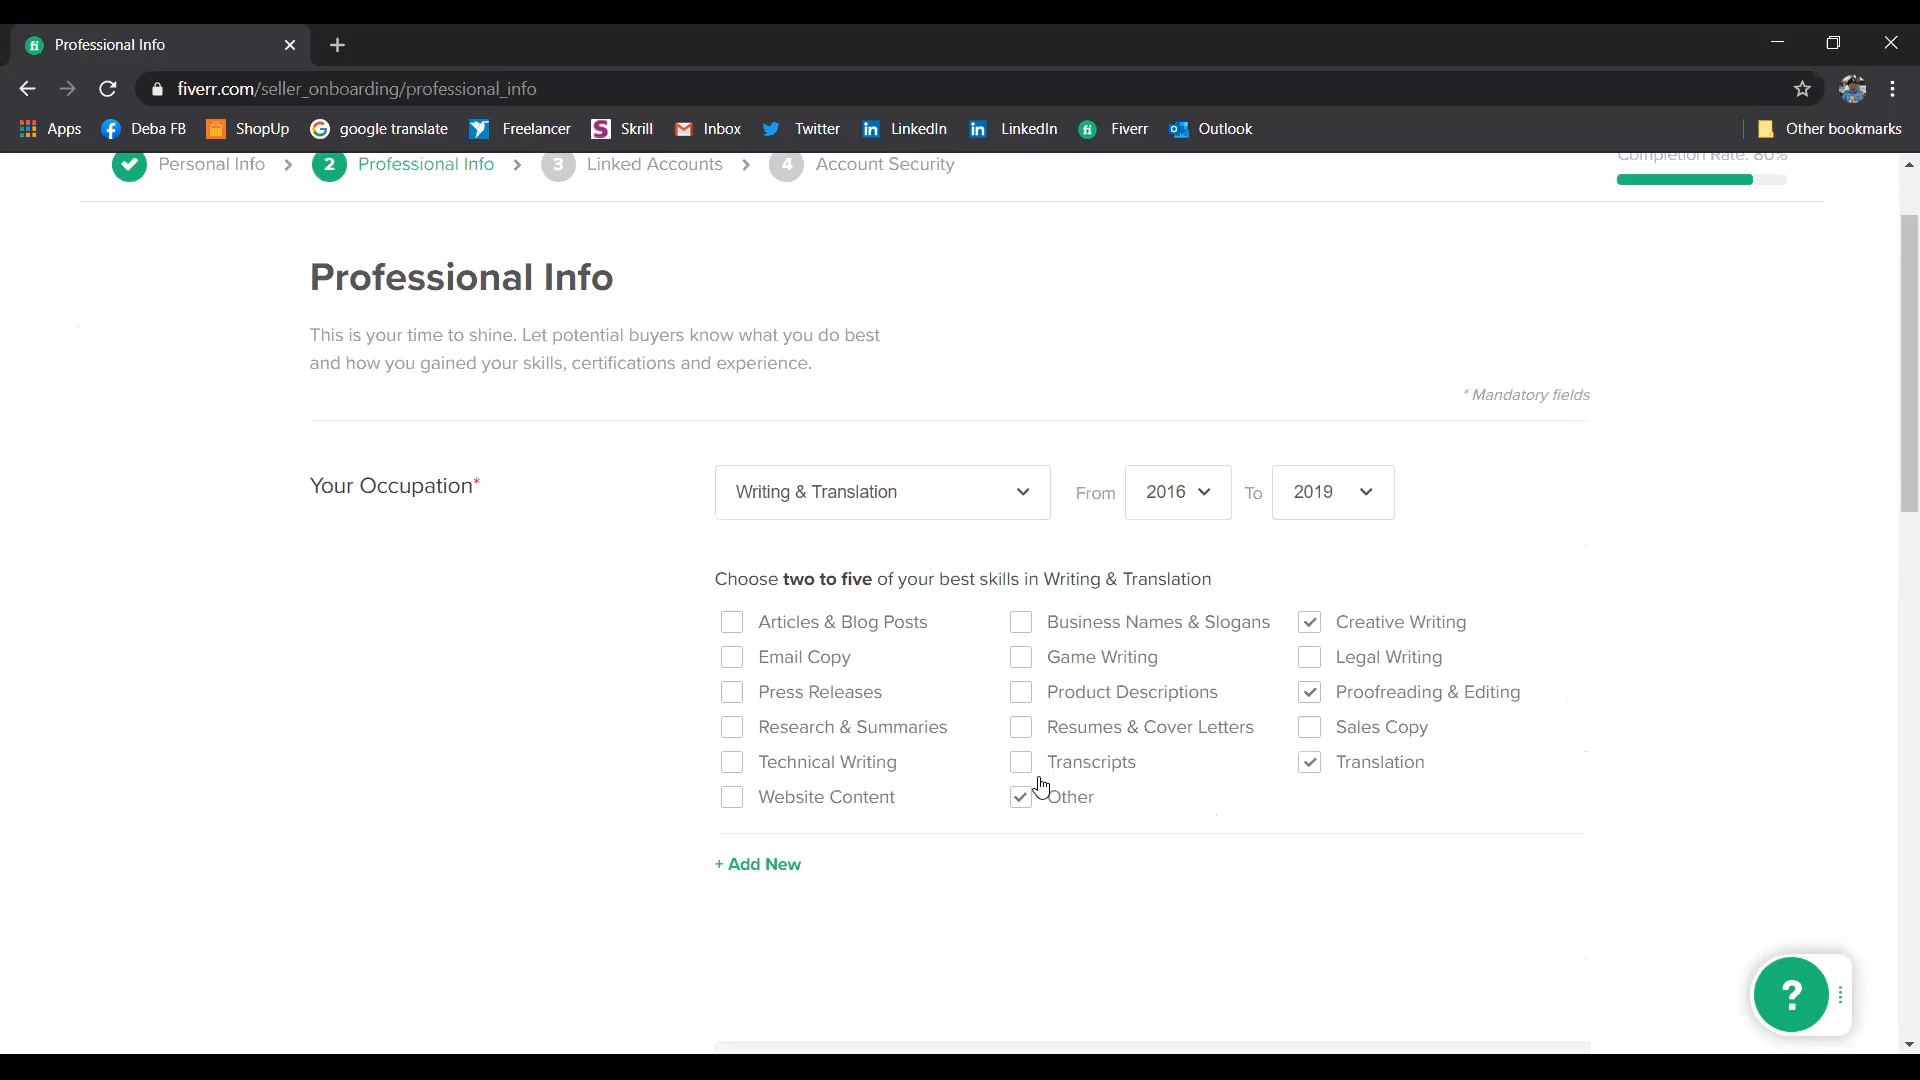 Professional Info
fiverr.com/seller_onboarding/professional_info
Apps Deba FB ShopUp google translate Freelancer Skrill Inbox Twitter LinkedIn LinkedIn Fiverr Outlook Other bookmarks
Personal Info > 2 Professional Info > 3 Linked Accounts > 4 Account Security
Completion Rate: 80%
Professional Info
This is your time to shine. Let potential buyers know what you do best
and how you gained your skills, certifications and experience.
* Mandatory fields
Your Occupation* Writing & Translation From 2016 To 2019
Choose two to five of your best skills in Writing & Translation
Articles & Blog Posts Business Names & Slogans Creative Writing
Email Copy Game Writing Legal Writing
Press Releases Product Descriptions Proofreading & Editing
Research & Summaries Resumes & Cover Letters Sales Copy
Technical Writing Transcripts Translation
Website Content Other
+ Add New
?